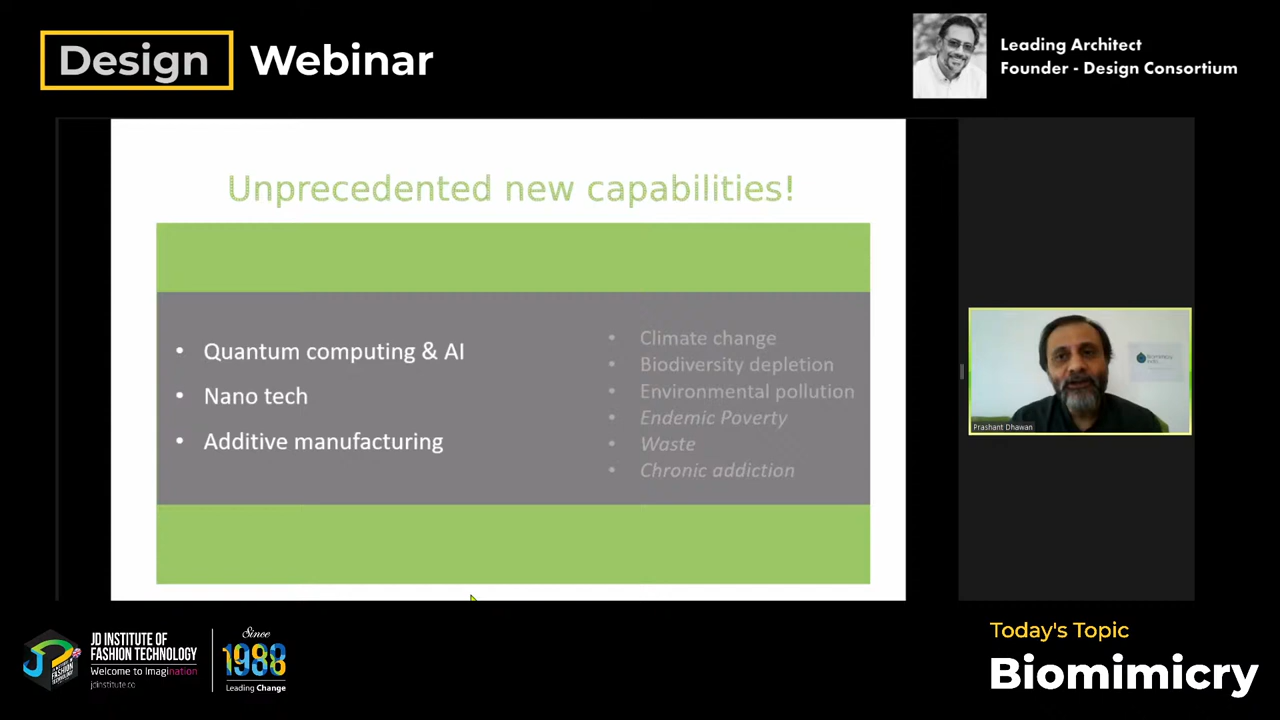 Design Webinar
Leading Architect
Founder - Design Consortium
Unprecedented new capabilities!
• Quantum computing & AI
• Nano tech
• Additive manufacturing
• Climate change
• Biodiversity depletion
• Environmental pollution
• Endemic Poverty
• Waste
• Chronic addiction
Prashant Dhawan
JD INSTITUTE OF
FASHION TECHNOLOGY
Welcome to Imagination
jdinstitute.co
Since
1988
Leading Change
Today's Topic
Biomimicry